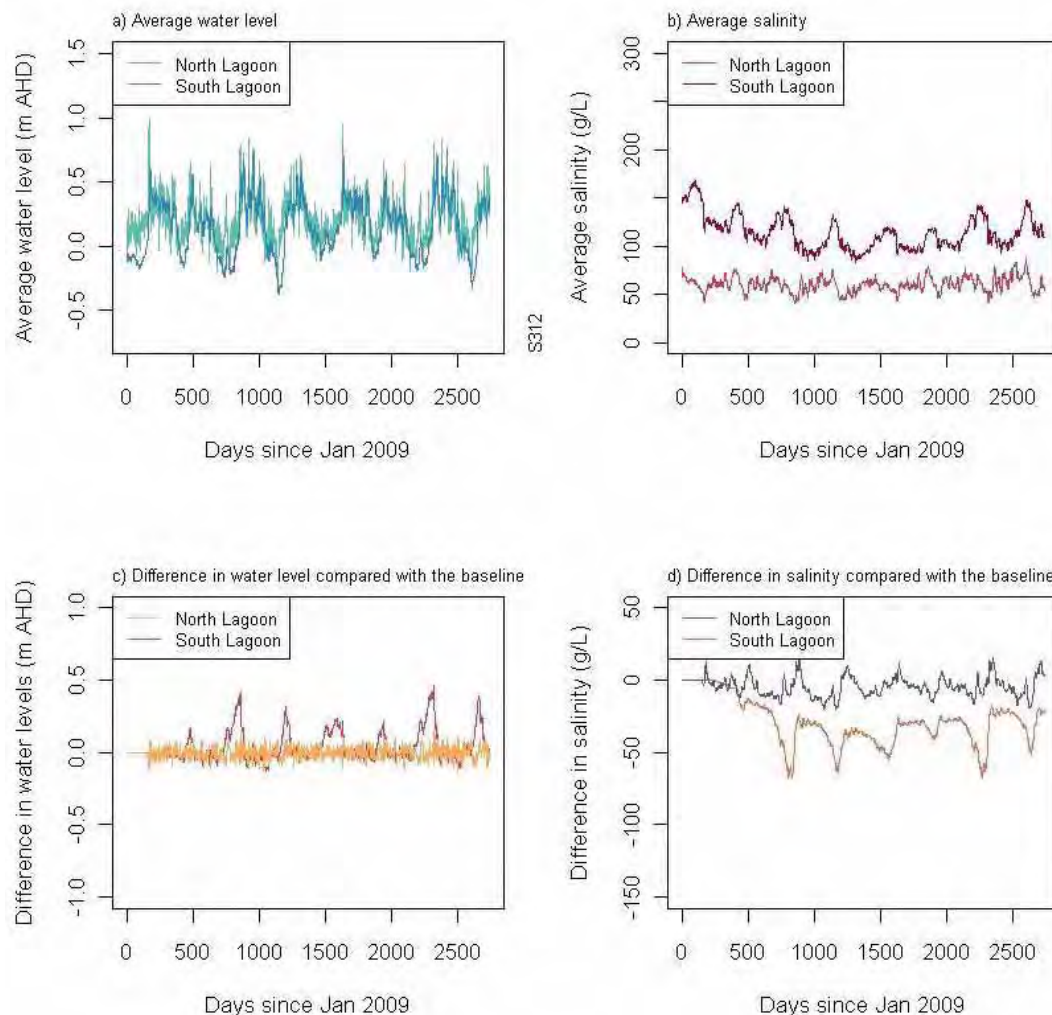 a) Average water level
North Lagoon
South Lagoon
Average water level (m AHD)
1.5
1.0
0.5
0.0
-0.5
0 500 1000 1500 2000 2500
Days since Jan 2009
S312
b) Average salinity
North Lagoon
South Lagoon
Average salinity (g/L)
300
200
150
100
50
0
0 500 1000 1500 2000 2500
Days since Jan 2009
c) Difference in water level compared with the baseline
North Lagoon
South Lagoon
Difference in water levels (m AHD)
1.0
0.5
0.0
-0.5
-1.0
0 500 1000 1500 2000 2500
Days since Jan 2009
d) Difference in salinity compared with the baseline
North Lagoon
South Lagoon
Difference in salinity (g/L)
50
0
-50
-100
-150
0 500 1000 1500 2000 2500
Days since Jan 2009